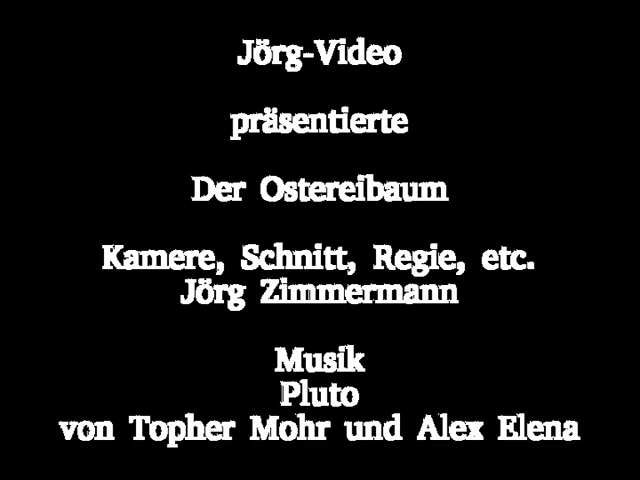 Jörg-Video
präsentierte
Der Ostereibaum
Kamere, Schnitt, Regie, etc.
Jörg Zimmermann
Musik
Pluto
von Topher Mohr und Alex Elena